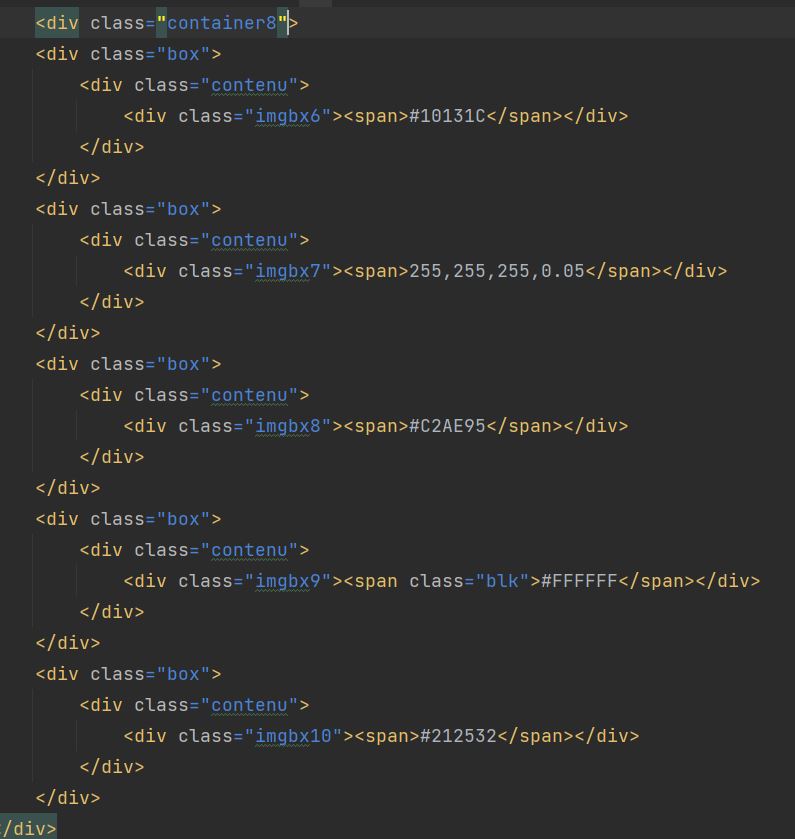 <div class="container8">
<div class="box">
<div class="contenu">
<div class="imgbx6"><span>#10131C</span></div>
</div>
</div>
<div class="box">
<div class="contenu">
<div class="imgbx7"><span>255,255,255,0.05</span></div>
</div>
</div>
<div class="box">
<div class="contenu">
<div class="imgbx8"><span>#C2AE95</span></div>
</div>
</div>
<div class="box">
<div class="contenu">
<div class="imgbx9"><span class="blk">#FFFFFF</span></div>
</div>
</div>
<div class="box">
<div class="contenu">
<div class="imgbx10"><span>#212532</span></div>
</div>
</div>
</div>